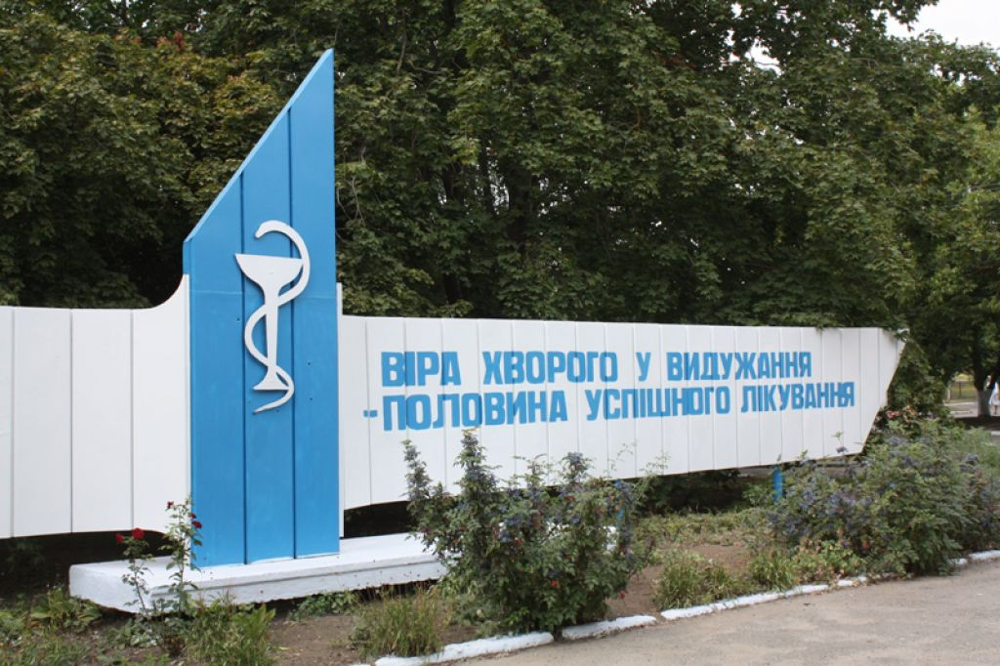 ВІРА ХВОРОГО У ВИДУЖАННЯ
-ПОЛОВИНА УСПІШНОГО ЛІКУВАННЯ